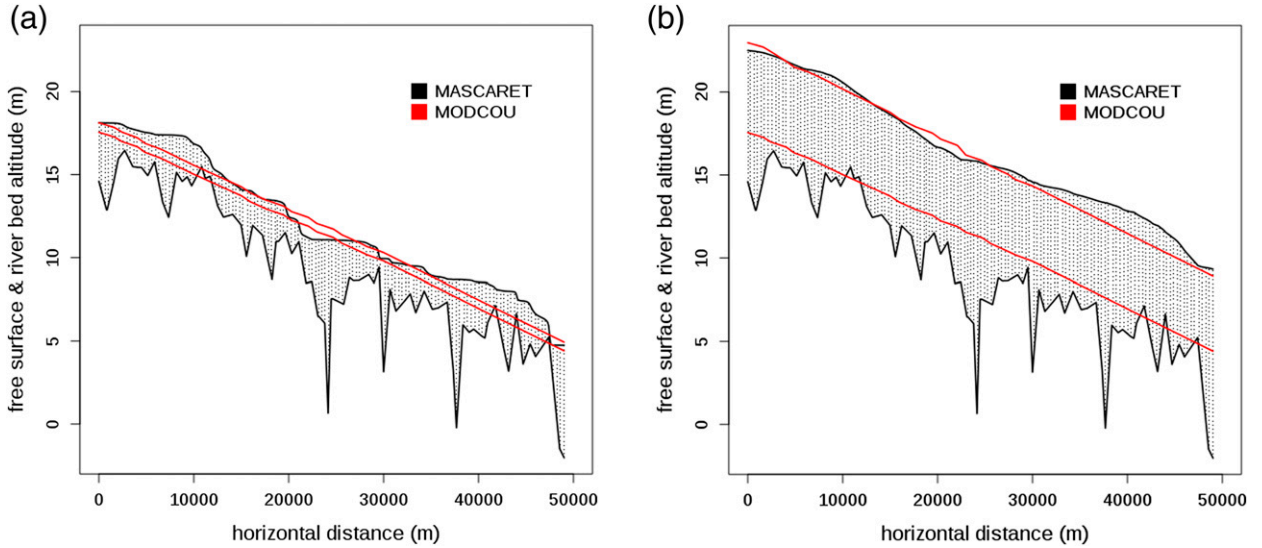 (a)
free surface & river bed altitude (m)
20
15
10
5
0
MASCARET
MODCOU
0 10000 20000 30000 40000 50000
horizontal distance (m)
(b)
free surface & river bed altitude (m)
20
15
10
5
0
MASCARET
MODCOU
0 10000 20000 30000 40000 50000
horizontal distance (m)